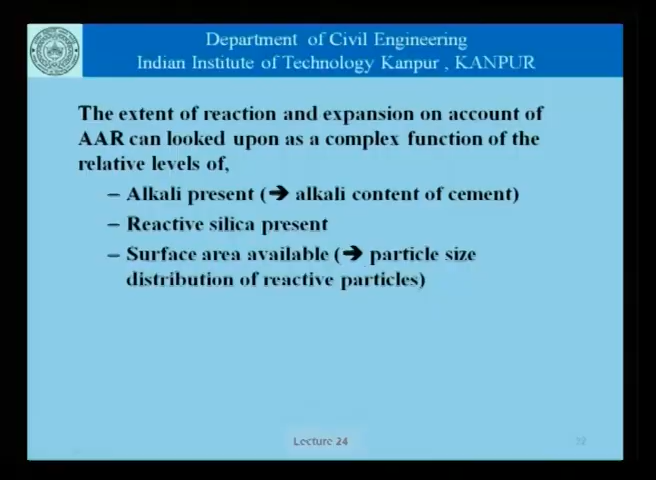 Department of Civil Engineering
Indian Institute of Technology Kanpur , KANPUR
The extent of reaction and expansion on account of
AAR can looked upon as a complex function of the
relative levels of,
– Alkali present (➔ alkali content of cement)
– Reactive silica present
– Surface area available (➔ particle size
distribution of reactive particles)
Lecture 24